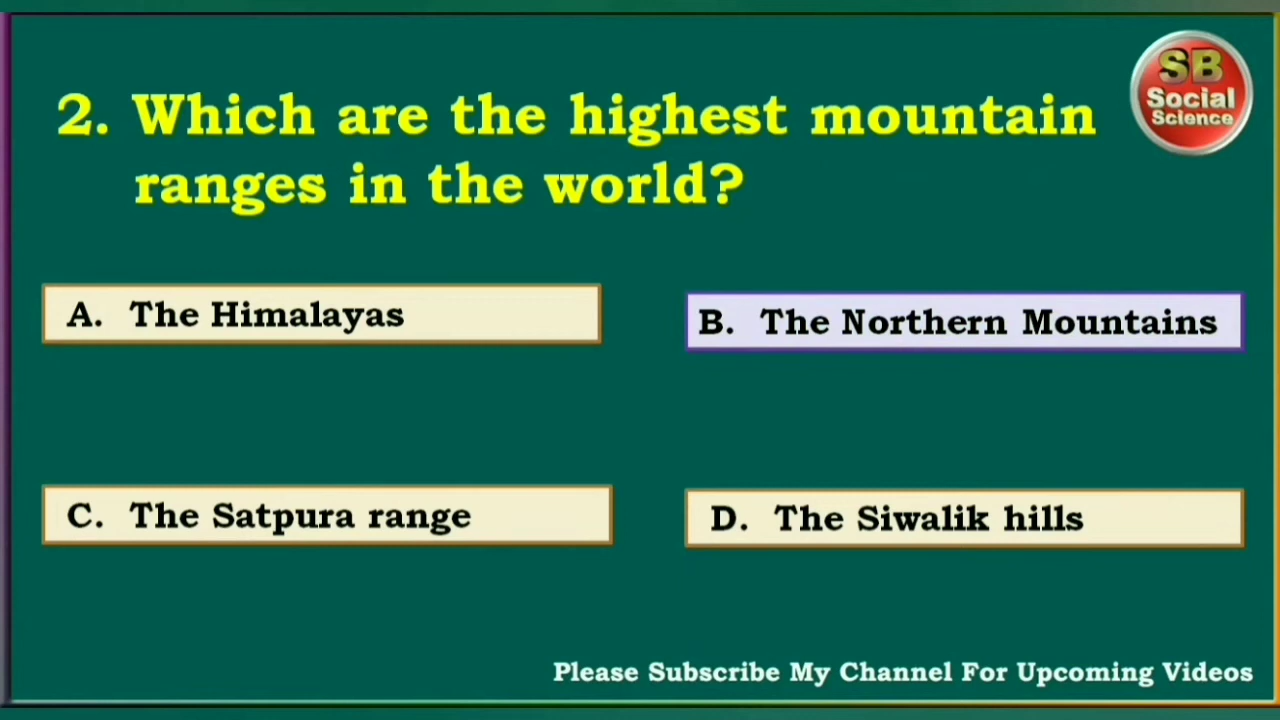 SB
Social
Science
2. Which are the highest mountain
ranges in the world?
A. The Himalayas
B. The Northern Mountains
C. The Satpura range
D. The Siwalik hills
Please Subscribe My Channel For Upcoming Videos